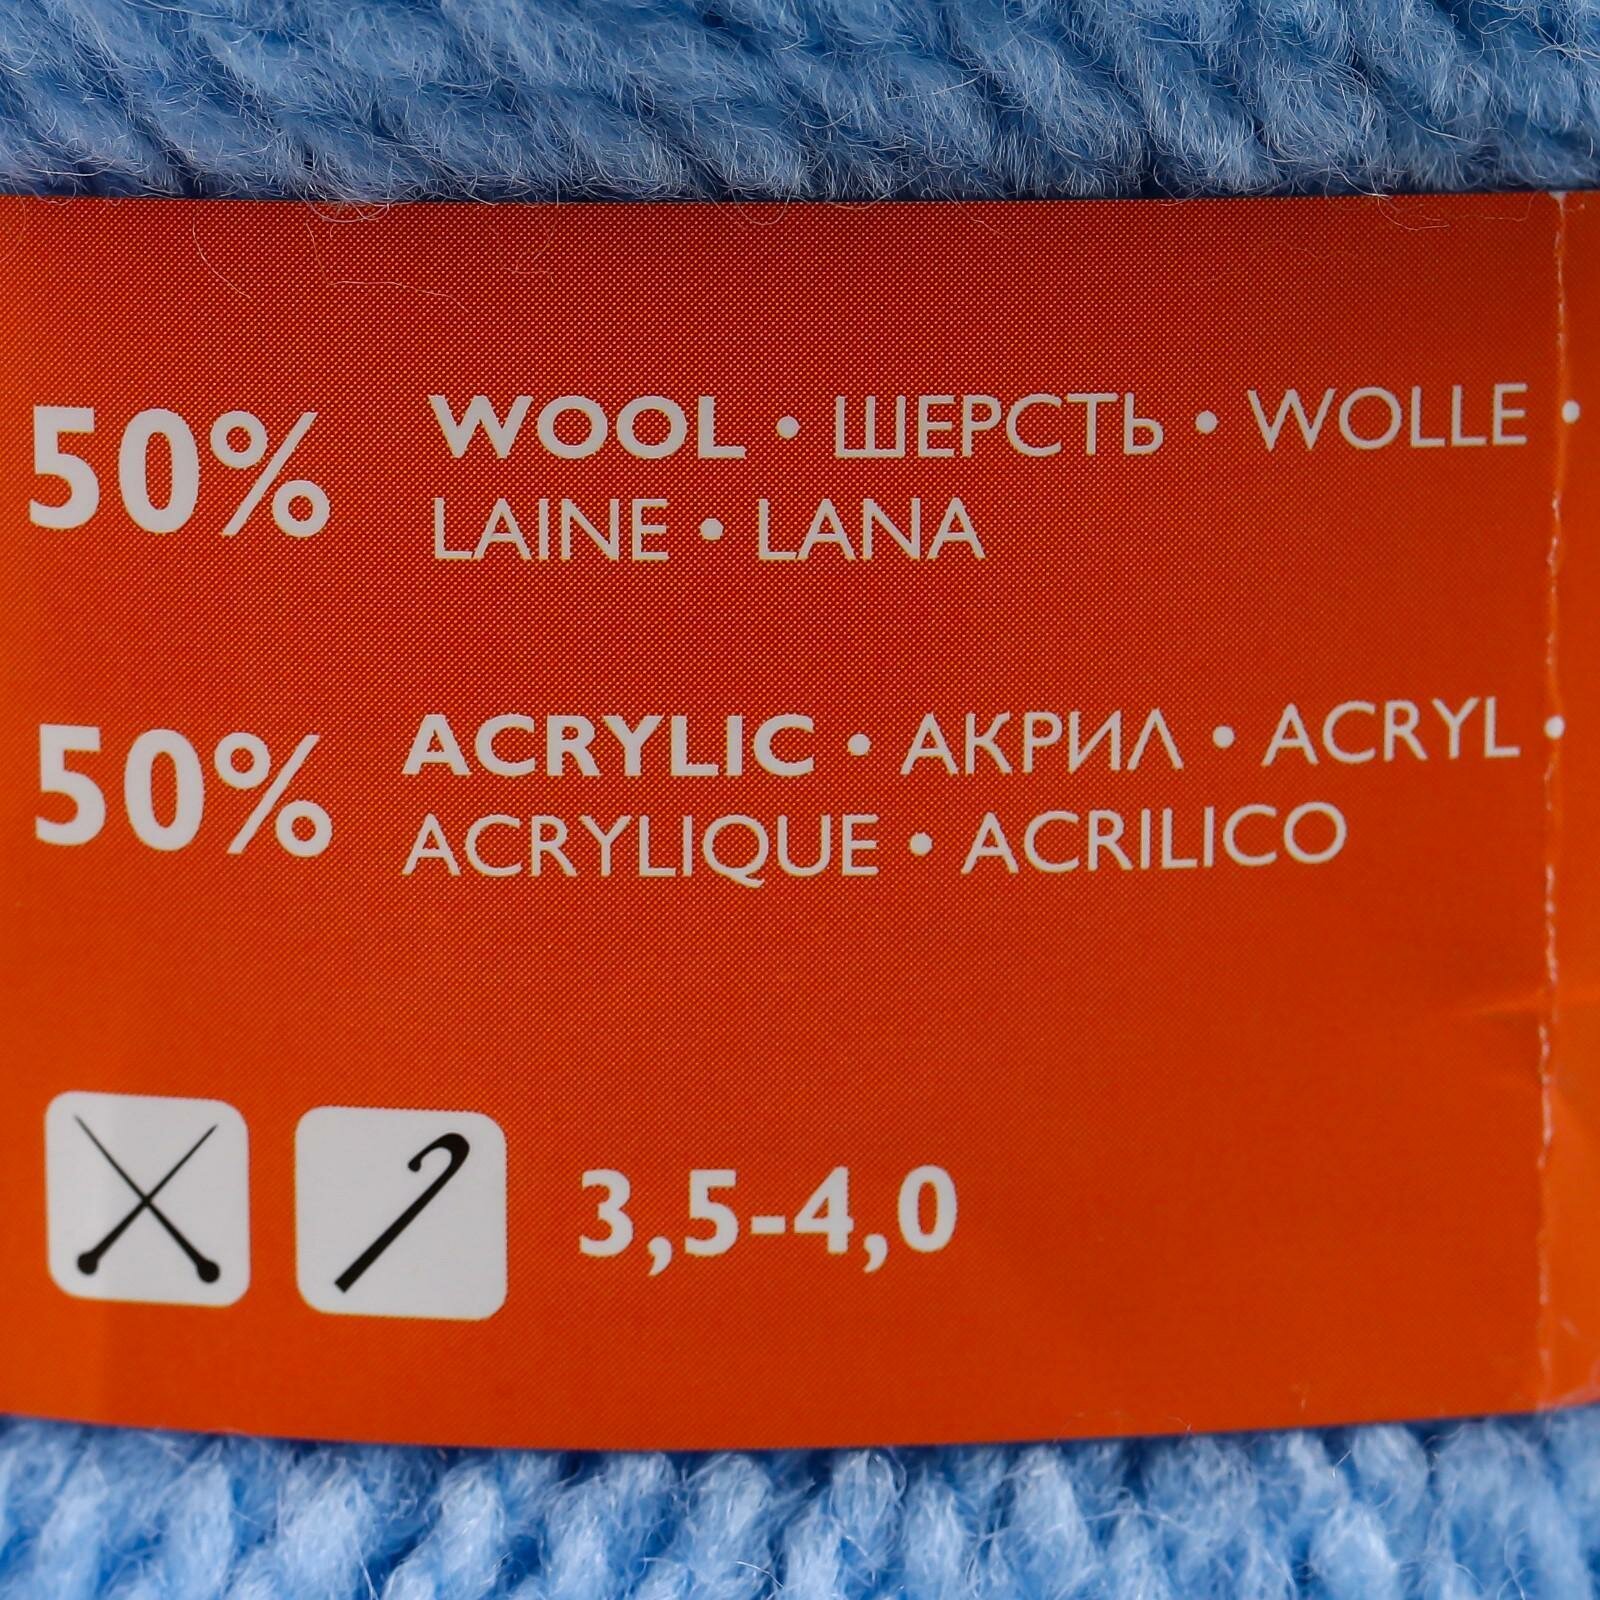 50% WOOL • ШЕРСТЬ • WOLLE •
LAINE • LANA
50% ACRYLIC • АКРИЛ • ACRYL •
ACRYLIQUE • ACRILICO
3,5-4,0